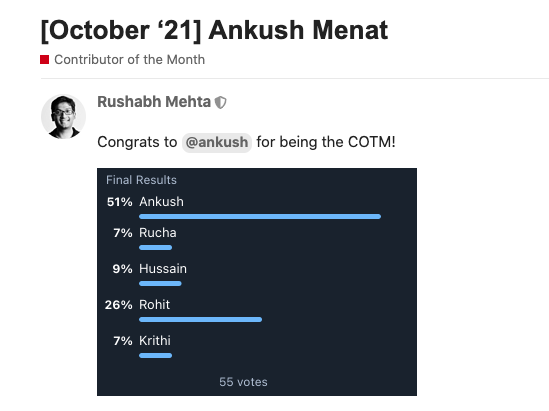 [October ‘21] Ankush Menat
Contributor of the Month
Rushabh Mehta
Congrats to @ankush for being the COTM!
Final Results
51% Ankush
7% Rucha
9% Hussain
26% Rohit
7% Krithi
55 votes